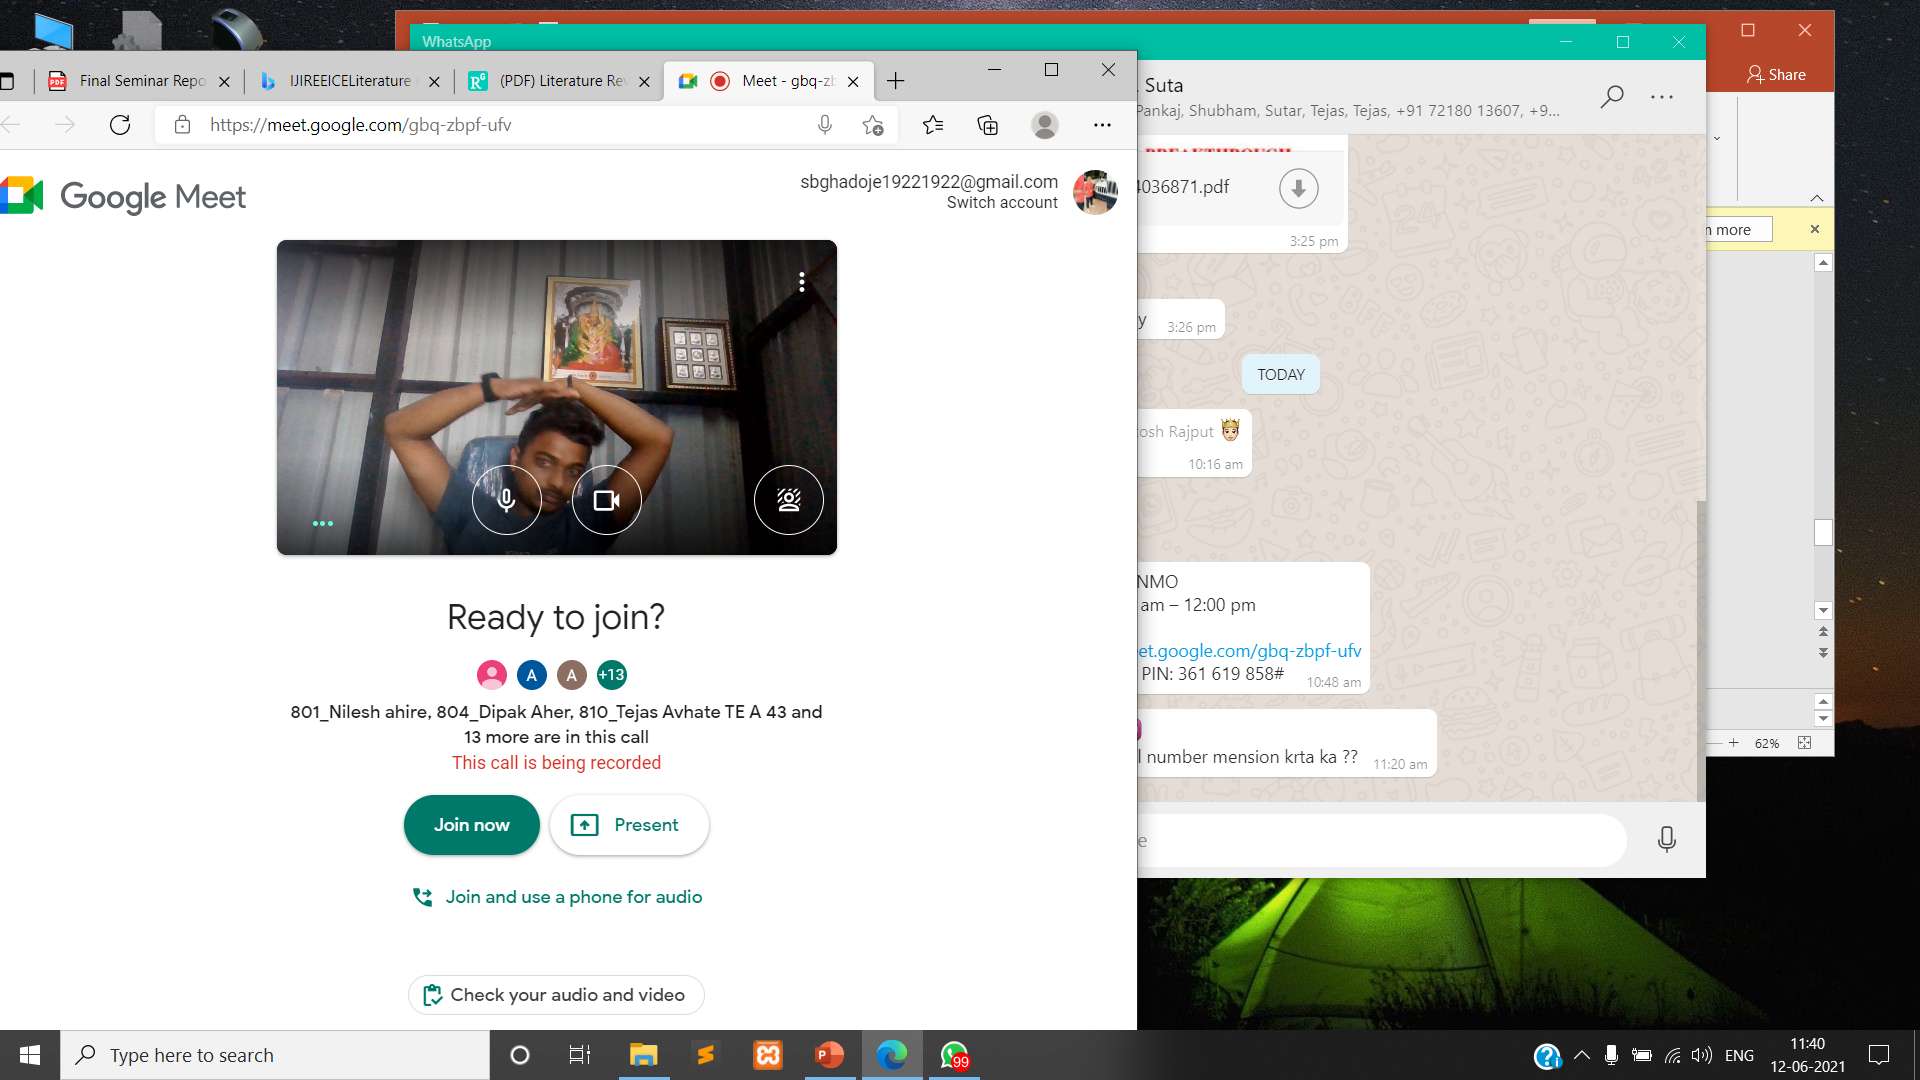 WhatsApp
Final Seminar Repo
IJIREEICELiterature
(PDF) Literature Rev
Meet - gbq-zb
https://meet.google.com/gbq-zbpf-ufv
Share
Suta
Pankaj, Shubham, Sutar, Tejas, Tejas, +91 72180 13607, +9...
Google Meet
sbghadoje19221922@gmail.com
Switch account
4036871.pdf
3:25 pm
more
3:26 pm
TODAY
Rajput
10:16 am
NMO
am – 12:00 pm
meet.google.com/gbq-zbpf-ufv
PIN: 361 619 858#
10:48 am
number mension krta ka ??
11:20 am
62%
Ready to join?
A
A
+13
801_Nilesh ahire, 804_Dipak Aher, 810_Tejas Avhate TE A 43 and
13 more are in this call
This call is being recorded
Join now
Present
Join and use a phone for audio
Check your audio and video
Type here to search
99
ENG
11:40
12-06-2021